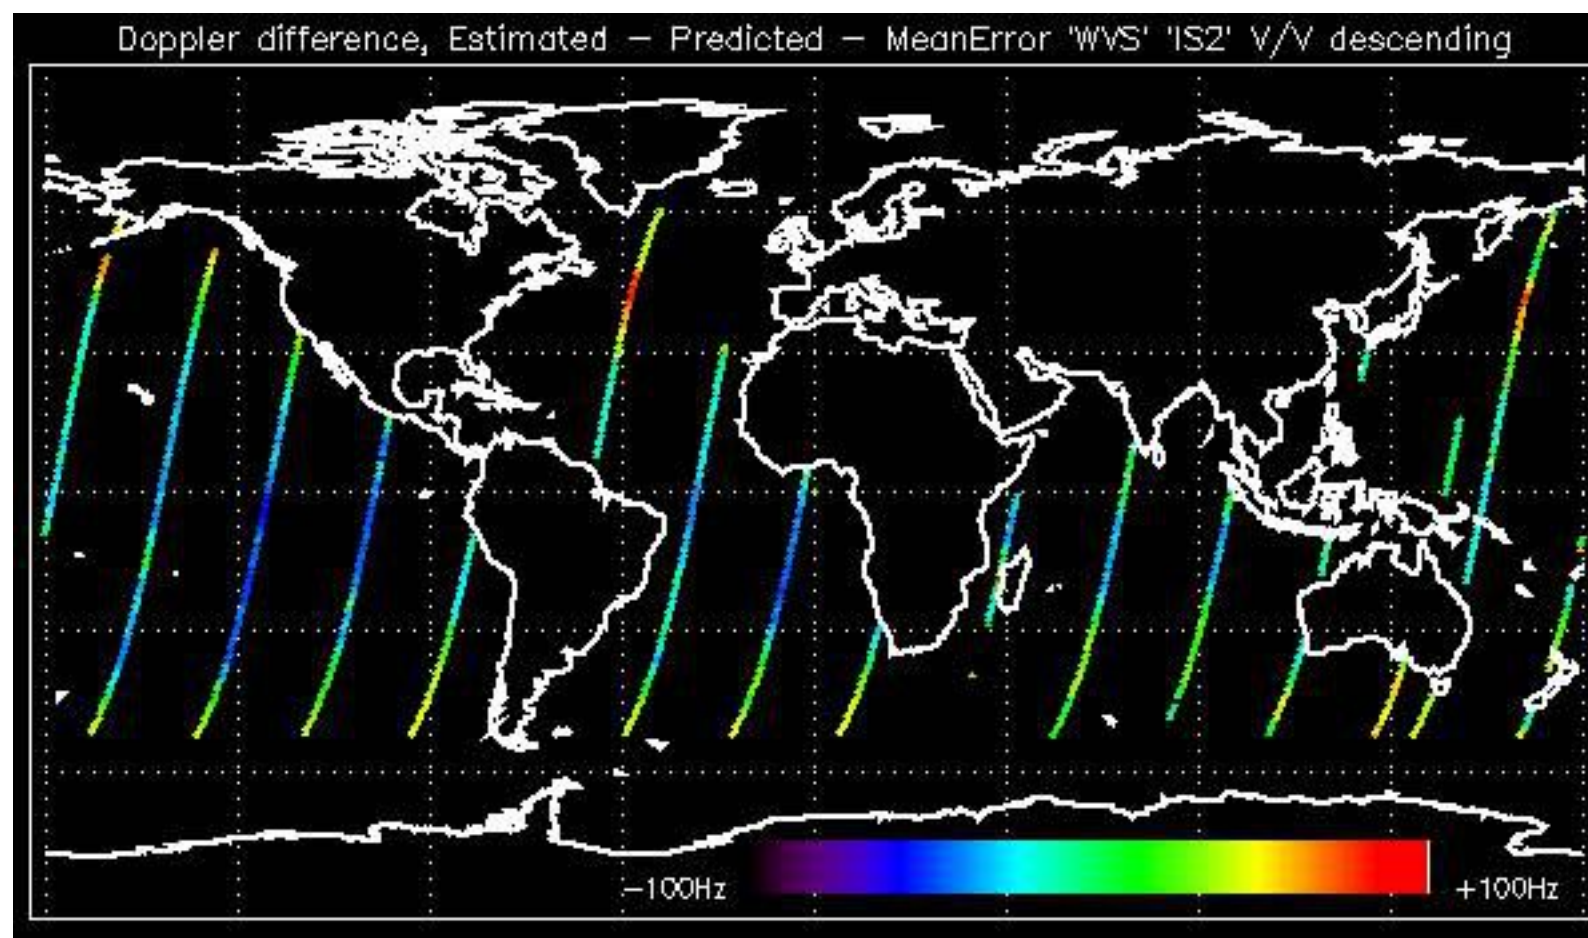 Doppler difference, Estimated – Predicted – MeanError 'WVS' 'IS2' V/V descending
−100Hz +100Hz